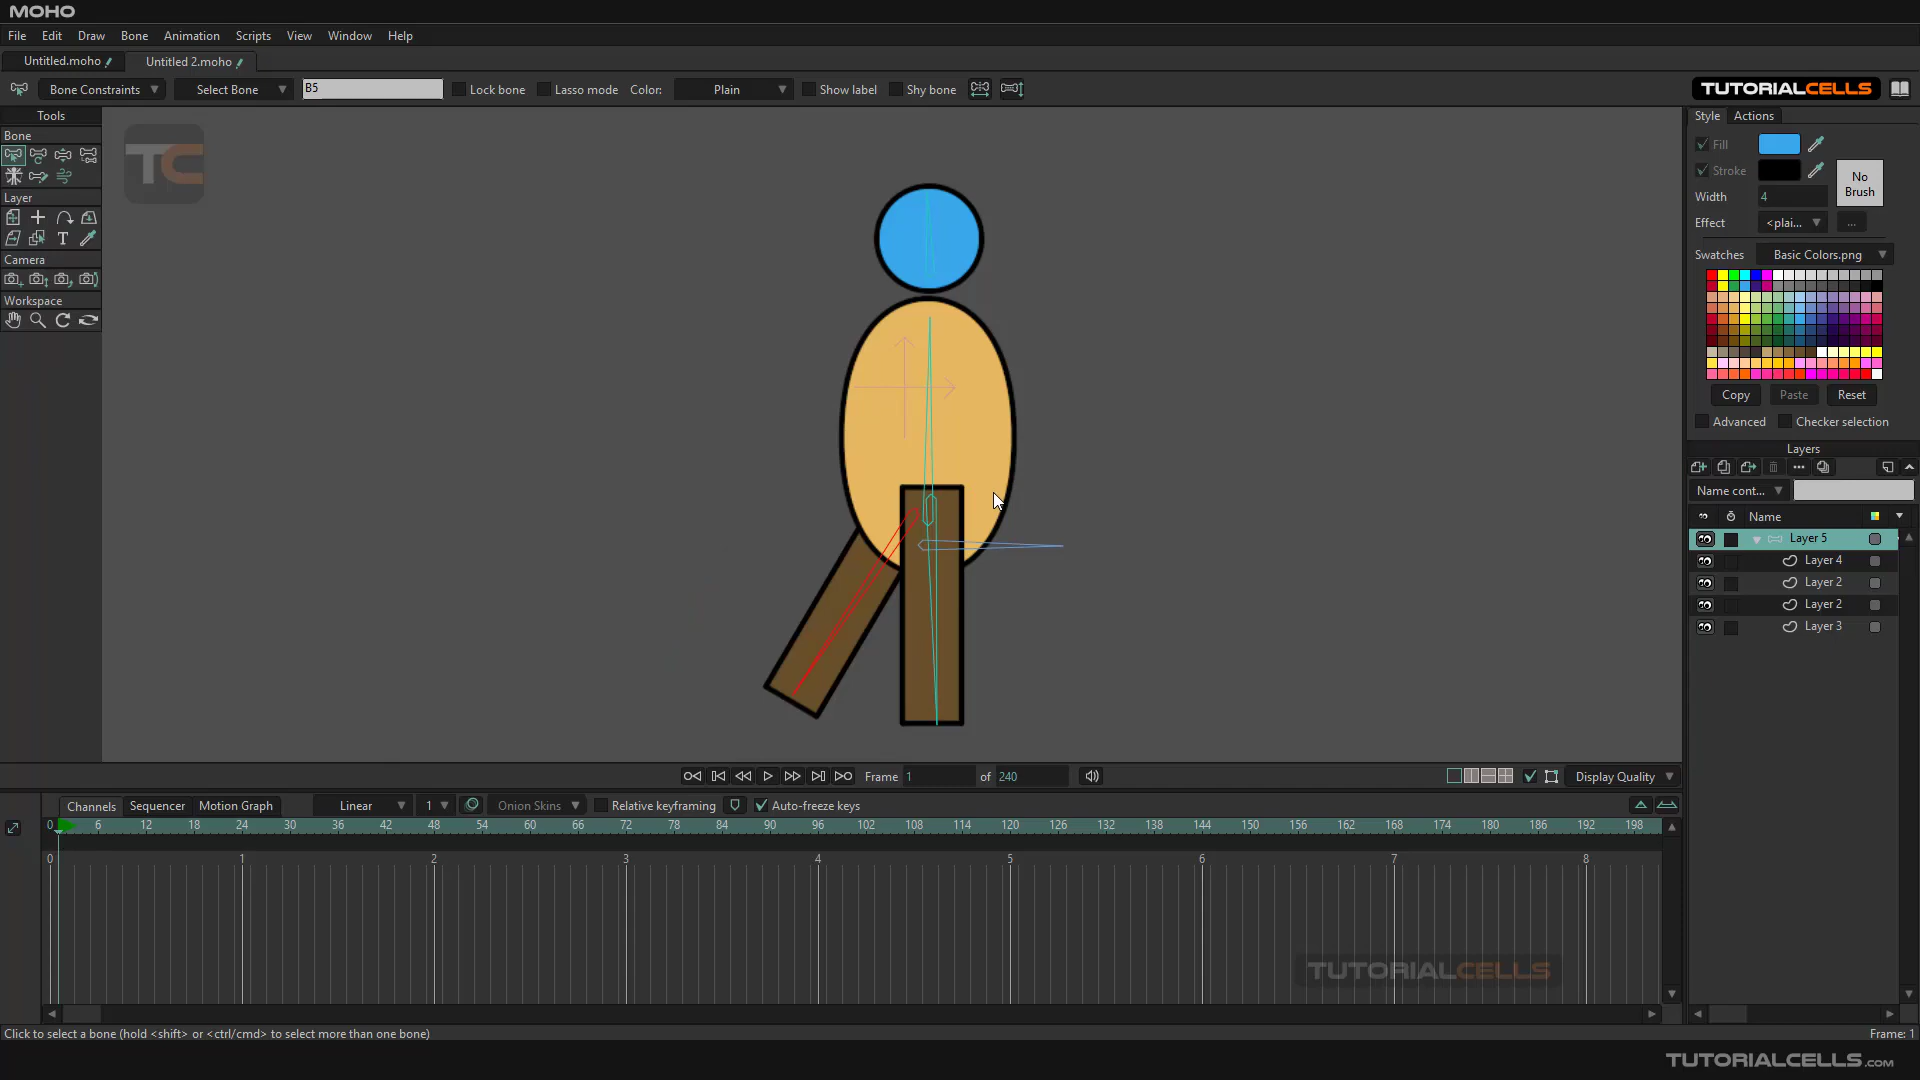 MOHO
File Edit Draw Bone Animation Scripts View Window Help
Untitled.moho Untitled 2.moho
Bone Constraints Select Bone B5 Lock bone Lasso mode Color: Plain Show label Shy bone TUTORIALCELLS
Tools
Bone
Layer
T
Camera
Workspace
TC
Style Actions
Fill
Stroke
No Brush
Width 4
Effect <plai... ...
Swatches Basic Colors.png
Copy Paste Reset
Advanced Checker selection
Layers
Name cont...
Name
Layer 5
Layer 4
Layer 2
Layer 2
Layer 3
Frame 1 of 240 Display Quality
Channels Sequencer Motion Graph Linear 1 Onion Skins Relative keyframing Auto-freeze keys
0 6 12 18 24 30 36 42 48 54 60 66 72 78 84 90 96 102 108 114 120 126 132 138 144 150 156 162 168 174 180 186 192 198
0 1 2 3 4 5 6 7 8
TUTORIALCELLS
Click to select a bone (hold <shift> or <ctrl/cmd> to select more than one bone) Frame: 1
TUTORIALCELLS.COM